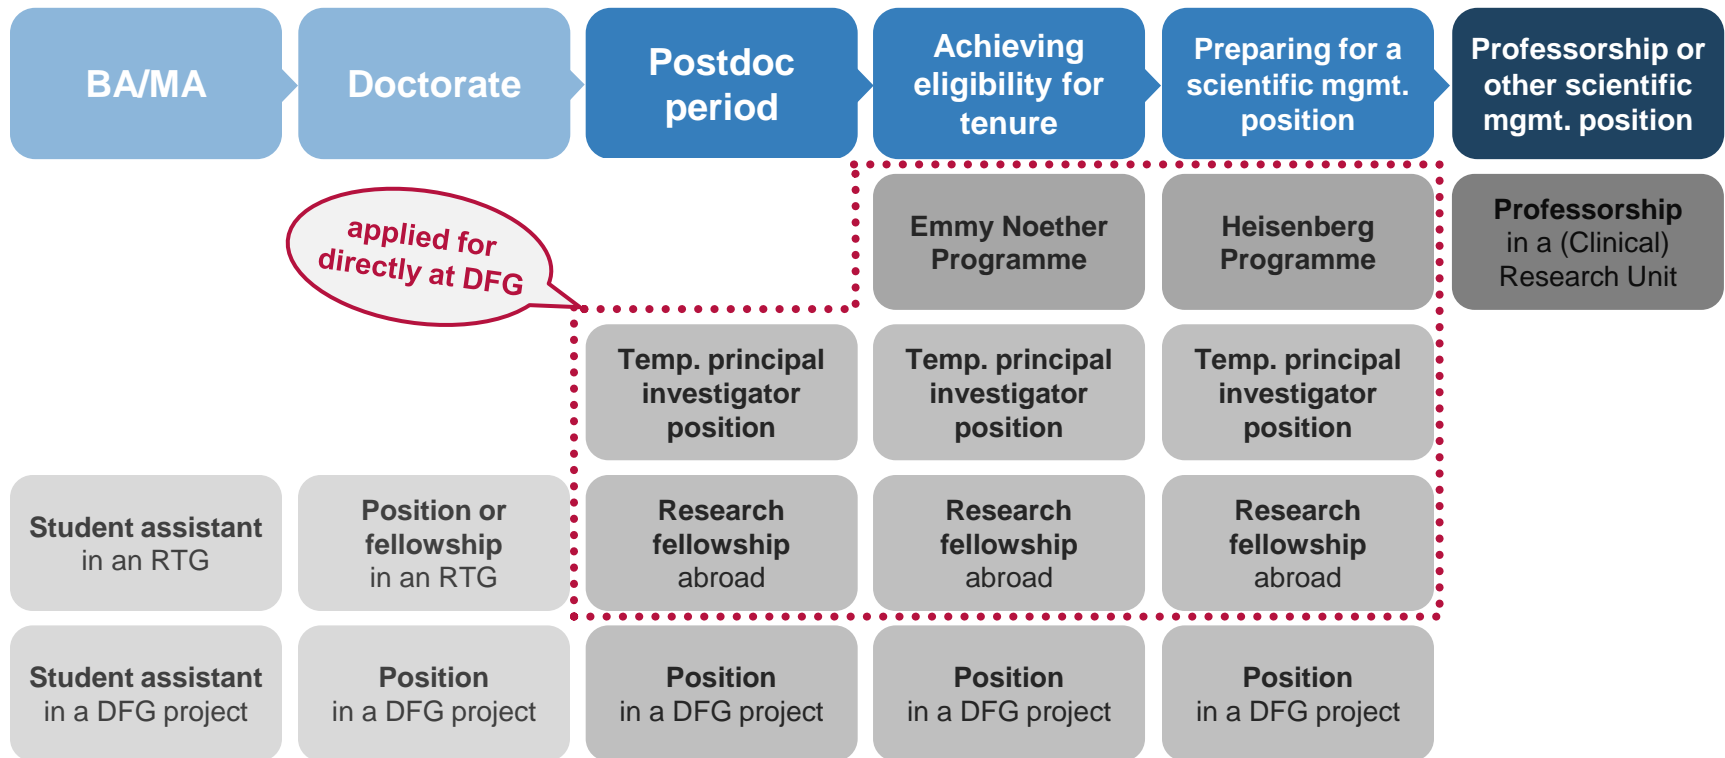 BA/MA
Doctorate
Postdoc
period
Achieving
eligibility for
tenure
Preparing for a
scientific mgmt.
position
Professorship or
other scientific
mgmt. position
applied for
directly at DFG
Emmy Noether
Programme
Heisenberg
Programme
Professorship
in a (Clinical)
Research Unit
Temp. principal
investigator
position
Temp. principal
investigator
position
Temp. principal
investigator
position
Student assistant
in an RTG
Position or
fellowship
in an RTG
Research
fellowship
abroad
Research
fellowship
abroad
Research
fellowship
abroad
Student assistant
in a DFG project
Position
in a DFG project
Position
in a DFG project
Position
in a DFG project
Position
in a DFG project